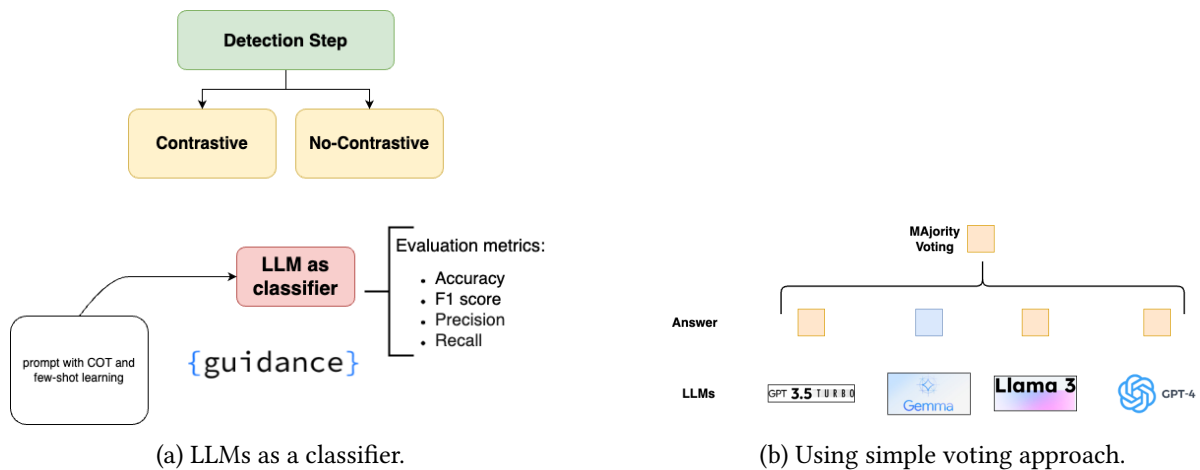 Detection Step
Contrastive
No-Contrastive
LLM as
classifier
Evaluation metrics:
• Accuracy
• F1 score
• Precision
• Recall
prompt with COT and
few-shot learning
{guidance}
(a) LLMs as a classifier.
MAjority
Voting
Answer
LLMs
GPT 3.5 TURBO
Gemma
Llama 3
GPT-4
(b) Using simple voting approach.